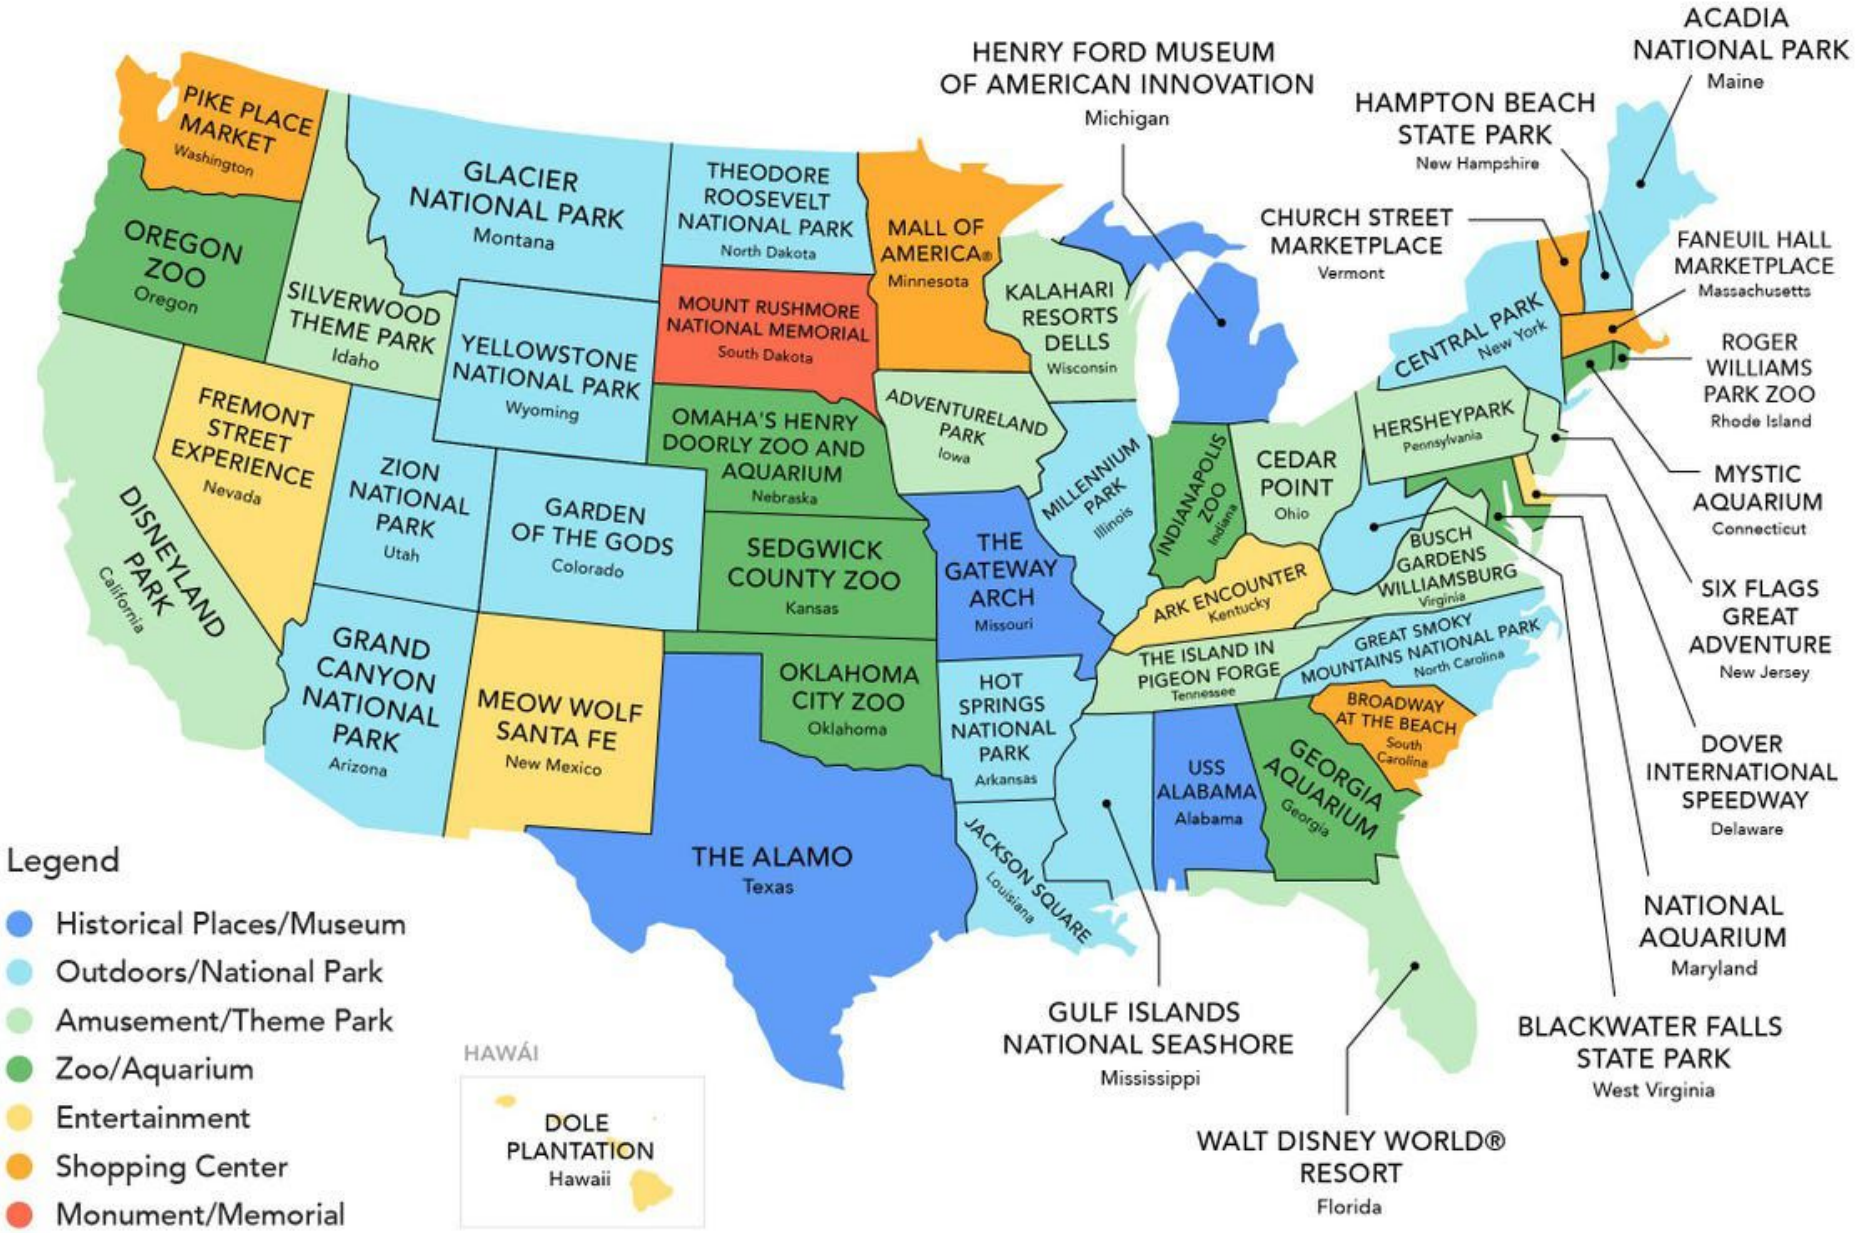 HENRY FORD MUSEUM
OF AMERICAN INNOVATION
Michigan
ACADIA
NATIONAL PARK
Maine
HAMPTON BEACH
STATE PARK
New Hampshire
CHURCH STREET
MARKETPLACE
Vermont
FANEUIL HALL
MARKETPLACE
Massachusetts
ROGER
WILLIAMS
PARK ZOO
Rhode Island
MYSTIC
AQUARIUM
Connecticut
SIX FLAGS
GREAT
ADVENTURE
New Jersey
DOVER
INTERNATIONAL
SPEEDWAY
Delaware
NATIONAL
AQUARIUM
Maryland
BLACKWATER FALLS
STATE PARK
West Virginia
WALT DISNEY WORLD®
RESORT
Florida
GULF ISLANDS
NATIONAL SEASHORE
Mississippi
PIKE PLACE
MARKET
Washington
OREGON
ZOO
Oregon
SILVERWOOD
THEME PARK
Idaho
GLACIER
NATIONAL PARK
Montana
THEODORE
ROOSEVELT
NATIONAL PARK
North Dakota
MALL OF
AMERICA®
Minnesota
MOUNT RUSHMORE
NATIONAL MEMORIAL
South Dakota
KALAHARI
RESORTS
DELLS
Wisconsin
YELLOWSTONE
NATIONAL PARK
Wyoming
FREMONT
STREET
EXPERIENCE
Nevada
DISNEYLAND
PARK
California
ZION
NATIONAL
PARK
Utah
GARDEN
OF THE GODS
Colorado
OMAHA'S HENRY
DOORLY ZOO AND
AQUARIUM
Nebraska
ADVENTURELAND
PARK
Iowa
SEDGWICK
COUNTY ZOO
Kansas
THE
GATEWAY
ARCH
Missouri
MILLENNIUM
PARK
Illinois
INDIANAPOLIS
ZOO
Indiana
CEDAR
POINT
Ohio
CENTRAL PARK
New York
HERSHEYPARK
Pennsylvania
BUSCH
GARDENS
WILLIAMSBURG
Virginia
ARK ENCOUNTER
Kentucky
THE ISLAND IN
PIGEON FORGE
Tennessee
GREAT SMOKY
MOUNTAINS NATIONAL PARK
North Carolina
BROADWAY
AT THE BEACH
South
Carolina
GEORGIA
AQUARIUM
Georgia
USS
ALABAMA
Alabama
GRAND
CANYON
NATIONAL
PARK
Arizona
MEOW WOLF
SANTA FE
New Mexico
OKLAHOMA
CITY ZOO
Oklahoma
HOT
SPRINGS
NATIONAL
PARK
Arkansas
THE ALAMO
Texas
JACKSON SQUARE
Louisiana
Legend
Historical Places/Museum
Outdoors/National Park
Amusement/Theme Park
Zoo/Aquarium
Entertainment
Shopping Center
Monument/Memorial
HAWÁI
DOLE
PLANTATION
Hawaii